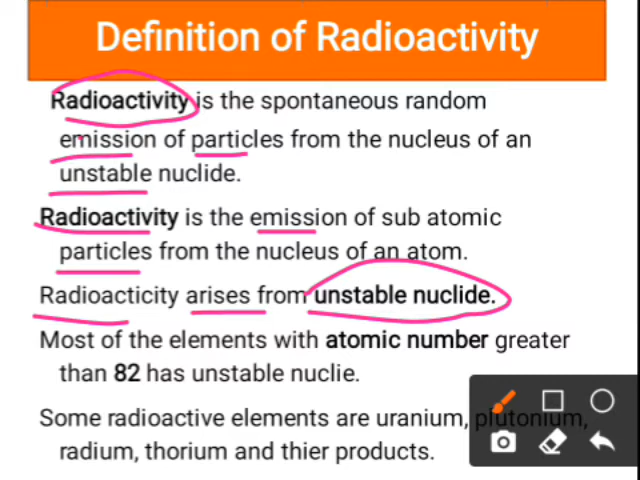 Definition of Radioactivity
Radioactivity is the spontaneous random
emission of particles from the nucleus of an
unstable nuclide.
Radioactivity is the emission of sub atomic
particles from the nucleus of an atom.
Radioacticity arises from unstable nuclide.
Most of the elements with atomic number greater
than 82 has unstable nuclie.
Some radioactive elements are uranium, plutonium,
radium, thorium and thier products.